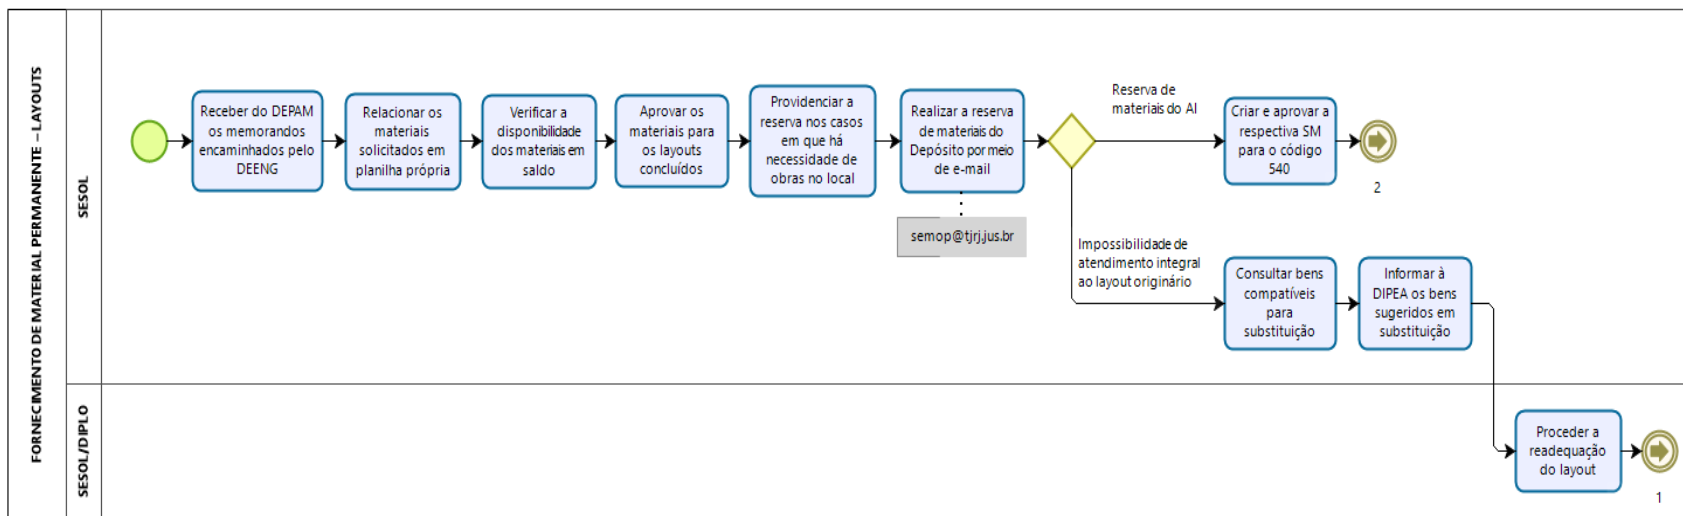 FORNECIMENTO DE MATERIAL PERMANENTE – LAYOUTS
SESOL
Receber do DEPAM
os memorandos
encaminhados pelo
DEENG
Relacionar os
materiais
solicitados em
planilha própria
Verificar a
disponibilidade
dos materiais em
saldo
Aprovar os
materiais para
os layouts
concluídos
Providenciar a
reserva nos casos
em que há
necessidade de
obras no local
Realizar a reserva
de materiais do
Depósito por meio
de e-mail
semop@tjrj.jus.br
Reserva de
materiais do AI
Criar e aprovar a
respectiva SM
para o código
540
2
Impossibilidade de
atendimento integral
ao layout originário
Consultar bens
compatíveis
para
substituição
Informar à
DIPEA os bens
sugeridos em
substituição
SESOL/DIPLO
Proceder a
readequação
do layout
1